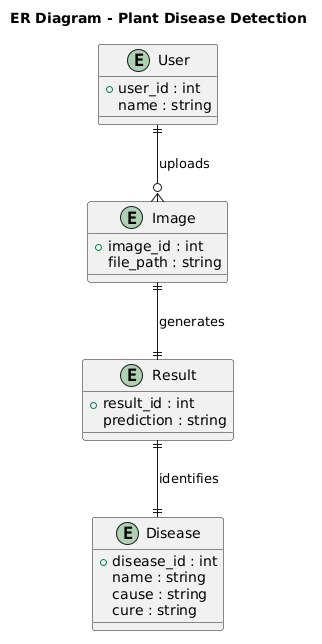 ER Diagram - Plant Disease Detection
E User
user_id : int
name : string
uploads
E Image
image_id : int
file_path : string
generates
E Result
result_id : int
prediction : string
identifies
E Disease
disease_id : int
name : string
cause : string
cure : string